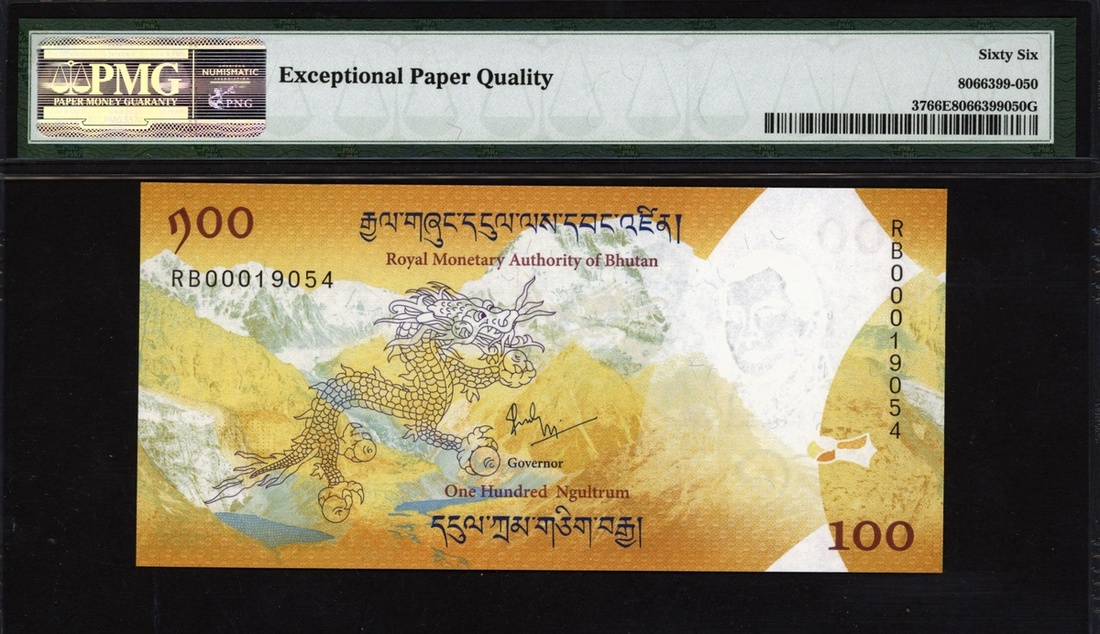 PMG
PAPER MONEY GUARANTY
NUMISMATIC
PNG
Exceptional Paper Quality
Sixty Six
8066399-050
3766E8066399050G
༡00
RB00019054
རྒྱལ་གཞུང་དངུལ་ལས་དབང་འཛིན།
Royal Monetary Authority of Bhutan
RB00019054
Governor
One Hundred Ngultrum
དངུལ་ཀྲམ་གཅིག་བརྒྱ།
100